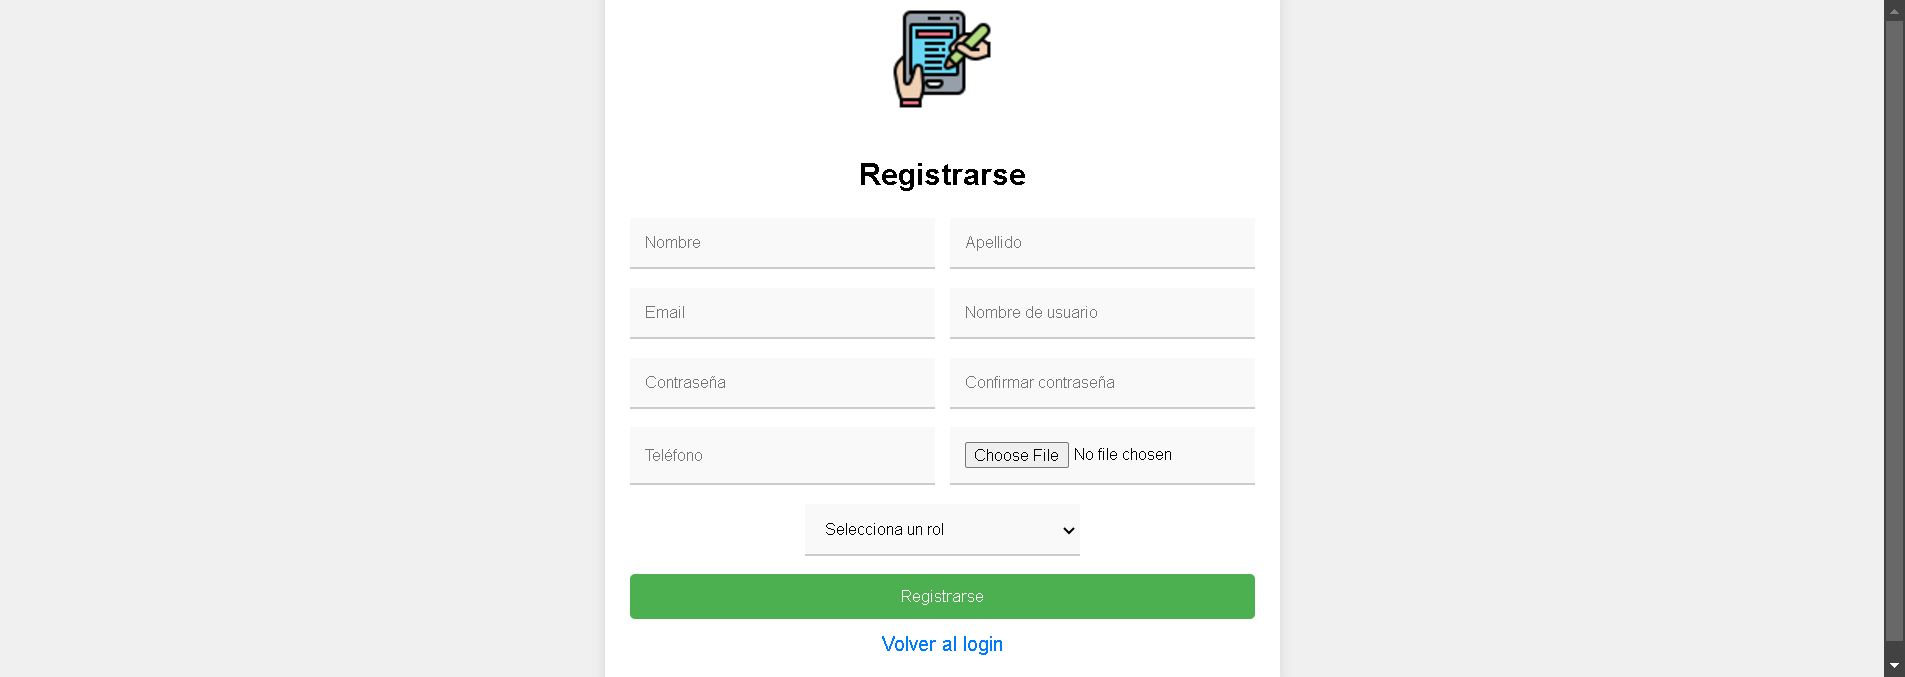 Registrarse
Nombre
Apellido
Email
Nombre de usuario
Contraseña
Confirmar contraseña
Teléfono
Choose File No file chosen
Selecciona un rol
Registrarse
Volver al login